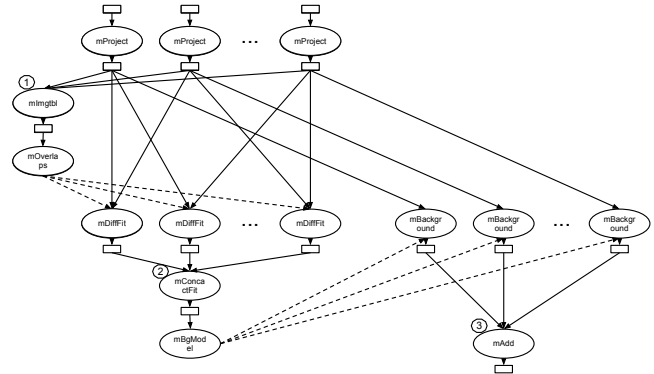 mProject
mProject
...
mProject
1
mImgtbl
mOverla
ps
mDiffFit
mDiffFit
...
mDiffFit
mBackgr
ound
mBackgr
ound
...
mBackgr
ound
2
mConca
ctFit
3
mBgMod
el
mAdd